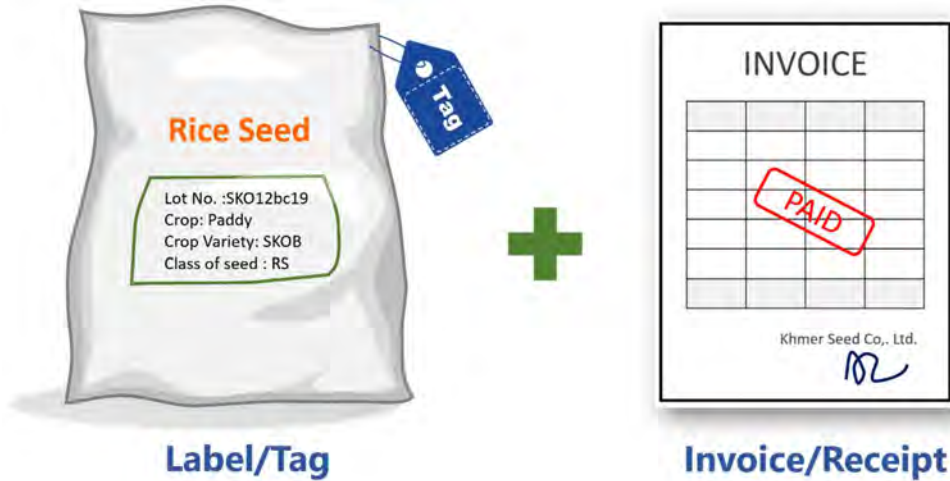 Rice Seed
Lot No. :SKO12bc19
Crop: Paddy
Crop Variety: SKOB
Class of seed : RS
Tag
Label/Tag
INVOICE
PAID
Khmer Seed Co,. Ltd.
Invoice/Receipt